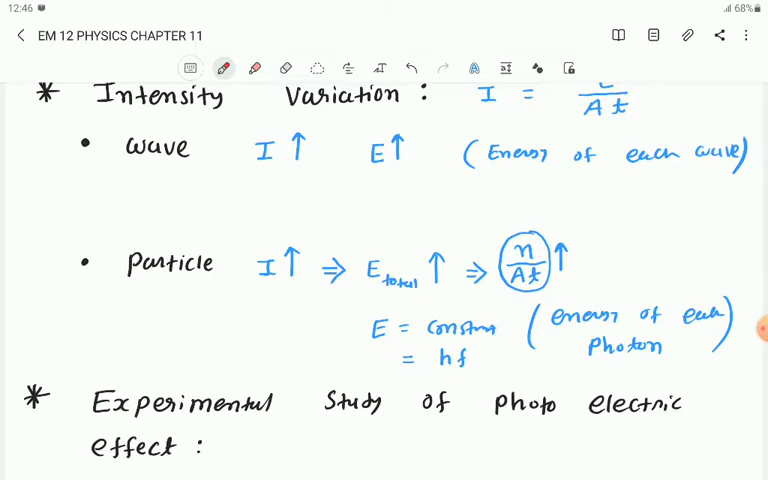 12:46 68%
EM 12 PHYSICS CHAPTER 11
* Intensity Variation : I = E / A t
• wave I ↑ E ↑ (Energy of each wave)
• Particle I ↑ ⇒ E total ↑ ⇒ n / At ↑
E = constant (energy of each photon)
= hf
* Experimental Study of photo electric
effect :